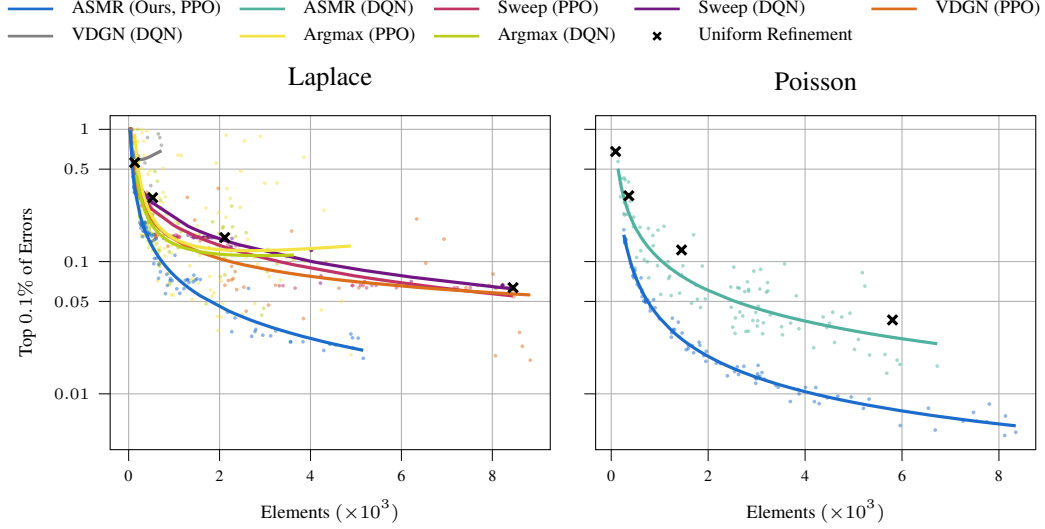 ASMR (Ours, PPO) ASMR (DQN) Sweep (PPO) Sweep (DQN) VDGN (PPO)
VDGN (DQN) Argmax (PPO) Argmax (DQN) Uniform Refinement
Laplace Poisson
Top 0.1% of Errors
1
0.5
0.1
0.05
0.01
0 2 4 6 8 0 2 4 6 8
Elements (×10³) Elements (×10³)